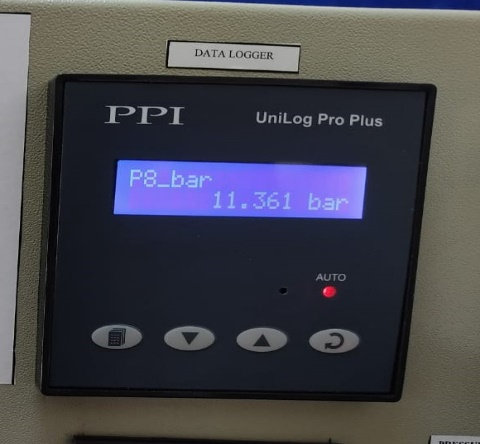 DATA LOGGER
PPI
UniLog Pro Plus
P8_bar
11.361 bar
AUTO